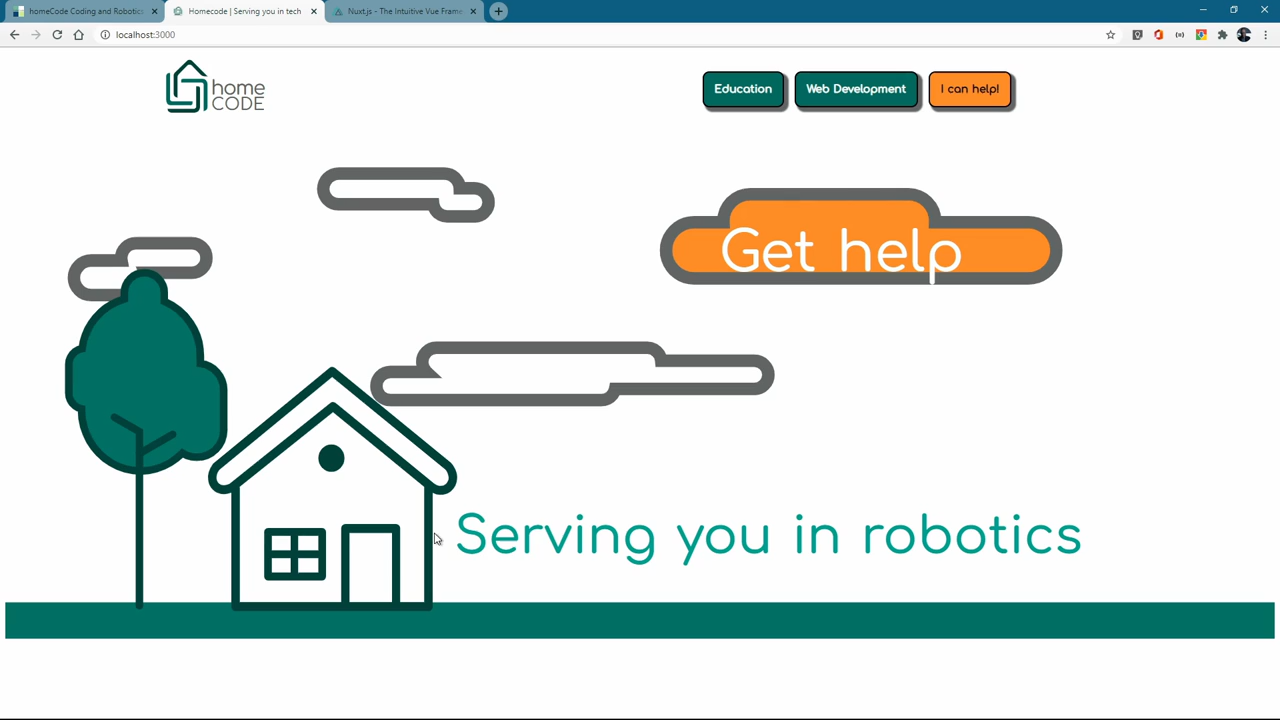 homeCode Coding and Robotics
Homecode | Serving you in tech
Nuxt.js - The Intuitive Vue Frame
localhost:3000
home
CODE
Education
Web Development
I can help!
Get help
Serving you in robotics